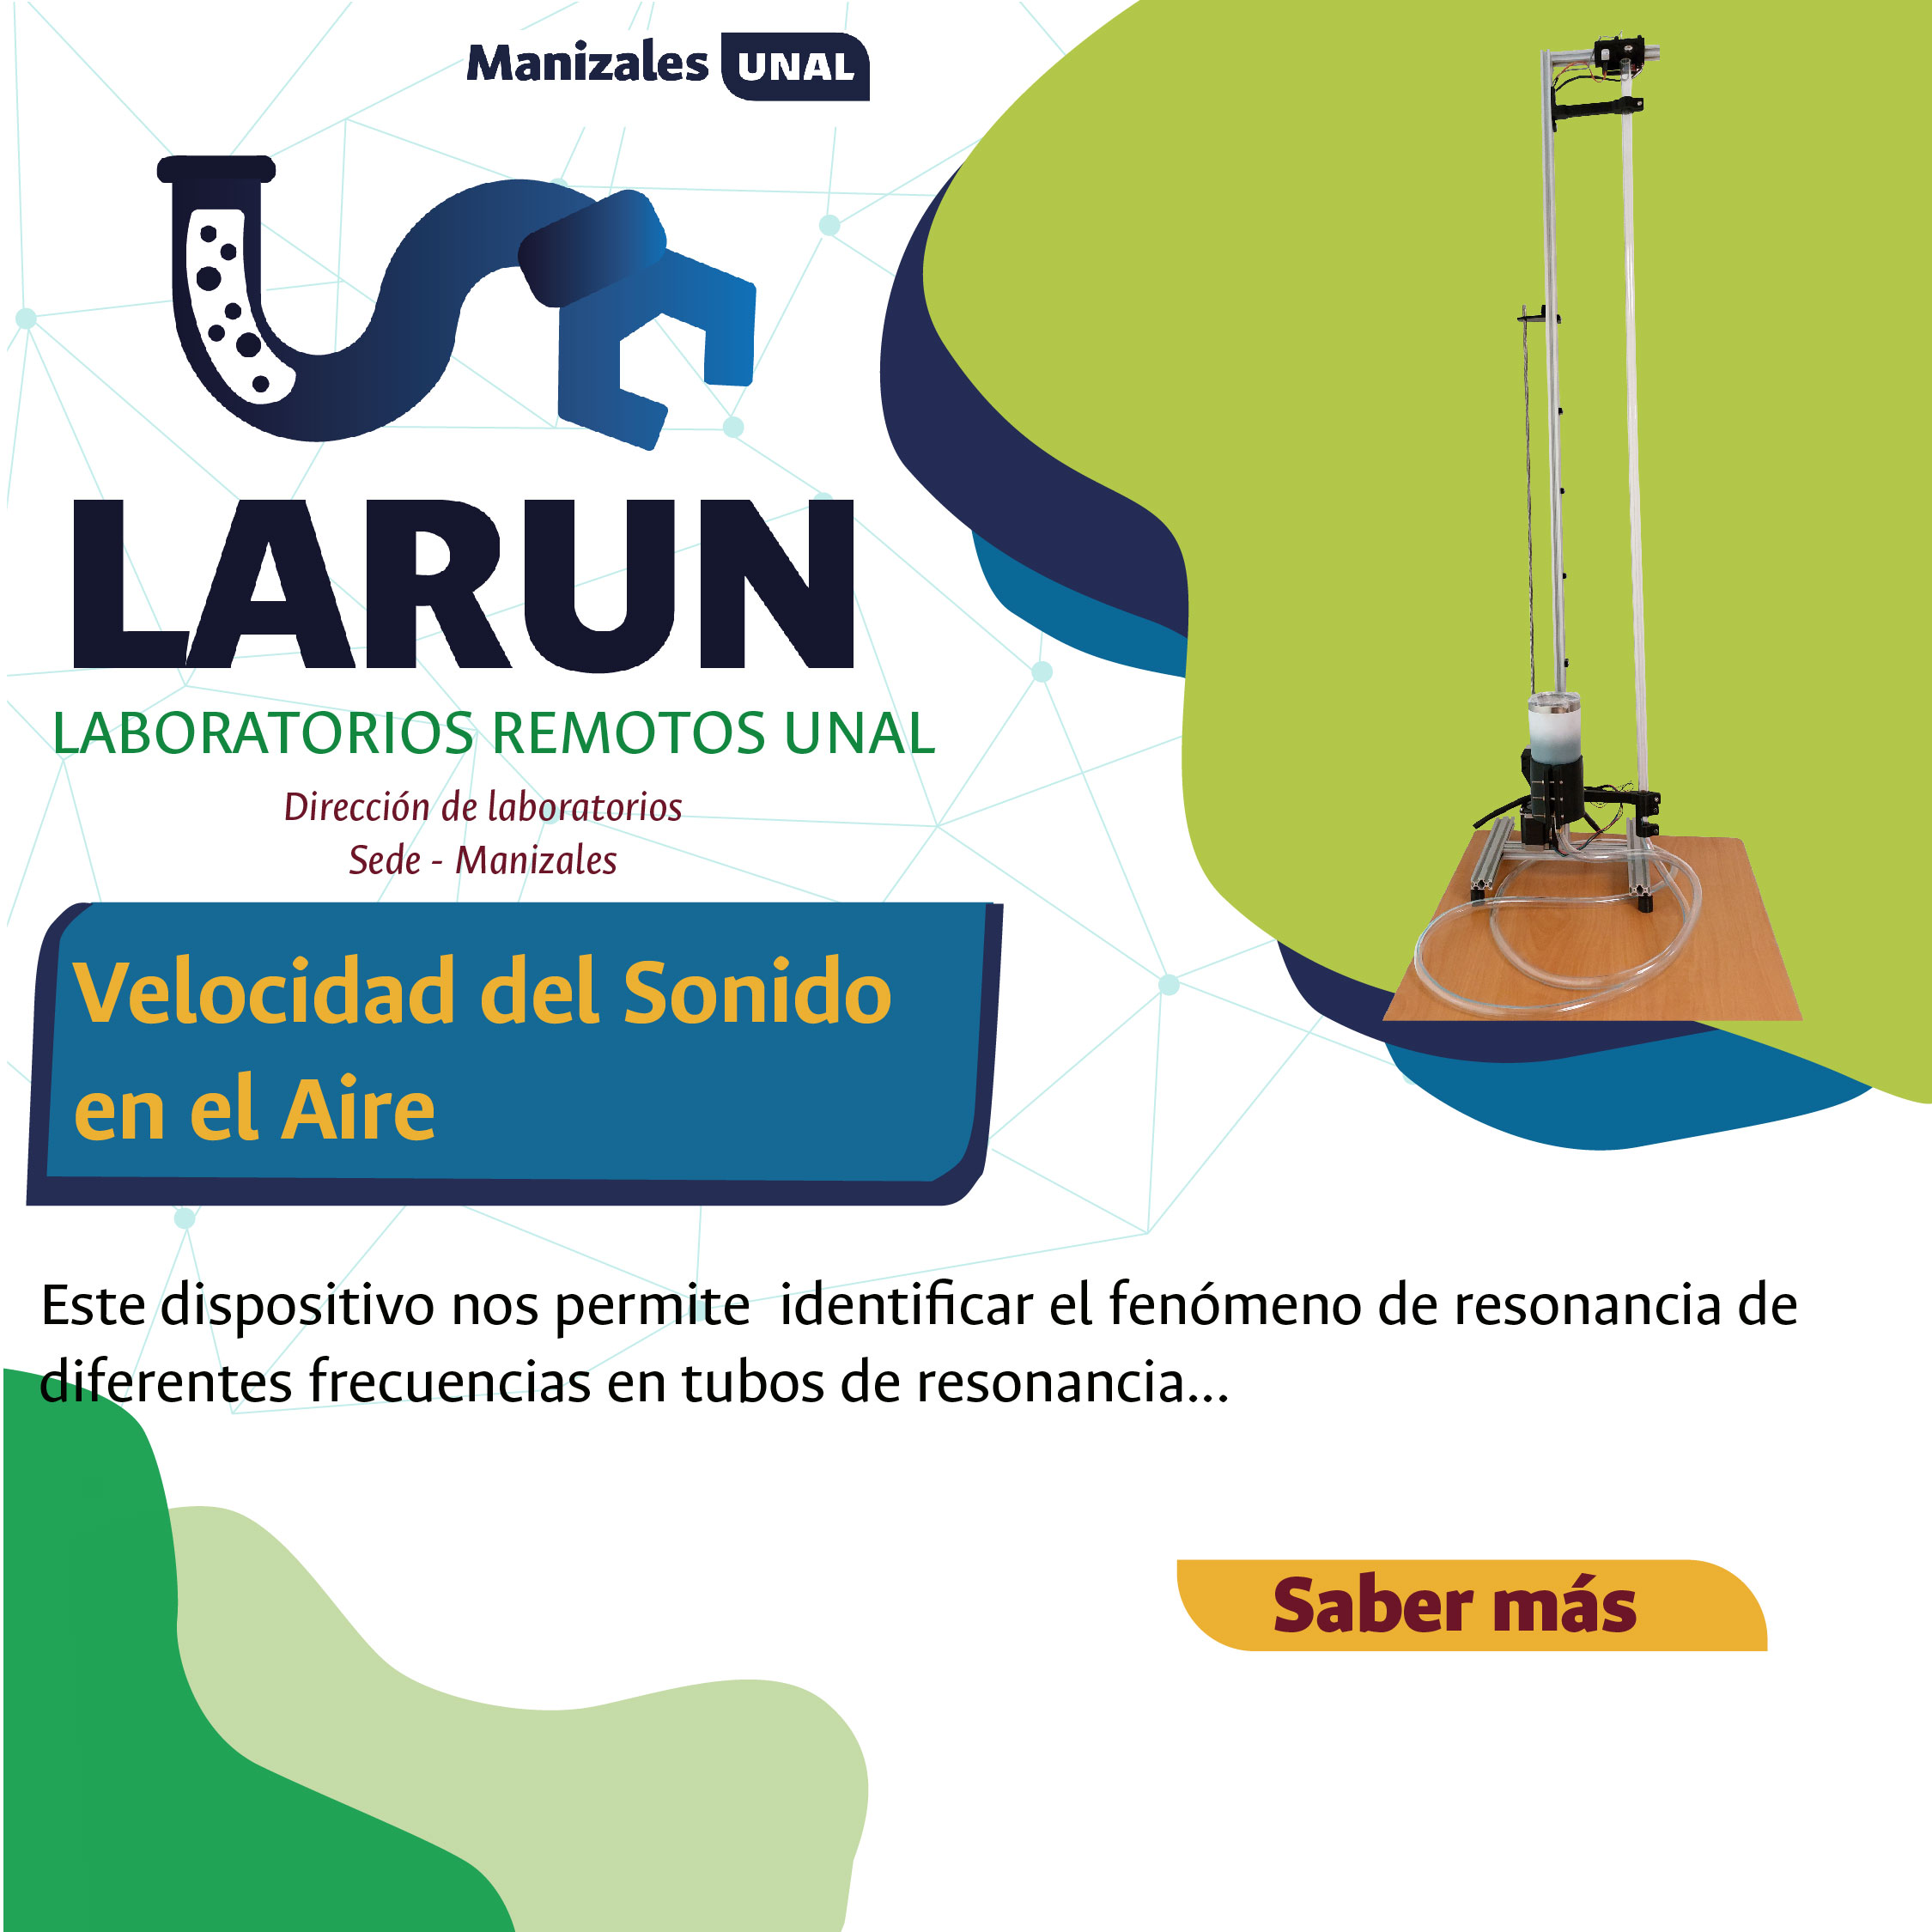 Manizales UNAL
LARUN
LABORATORIOS REMOTOS UNAL
Dirección de laboratorios
Sede - Manizales
Velocidad del Sonido
en el Aire
Este dispositivo nos permite  identificar el fenómeno de resonancia de
diferentes frecuencias en tubos de resonancia...
Saber más